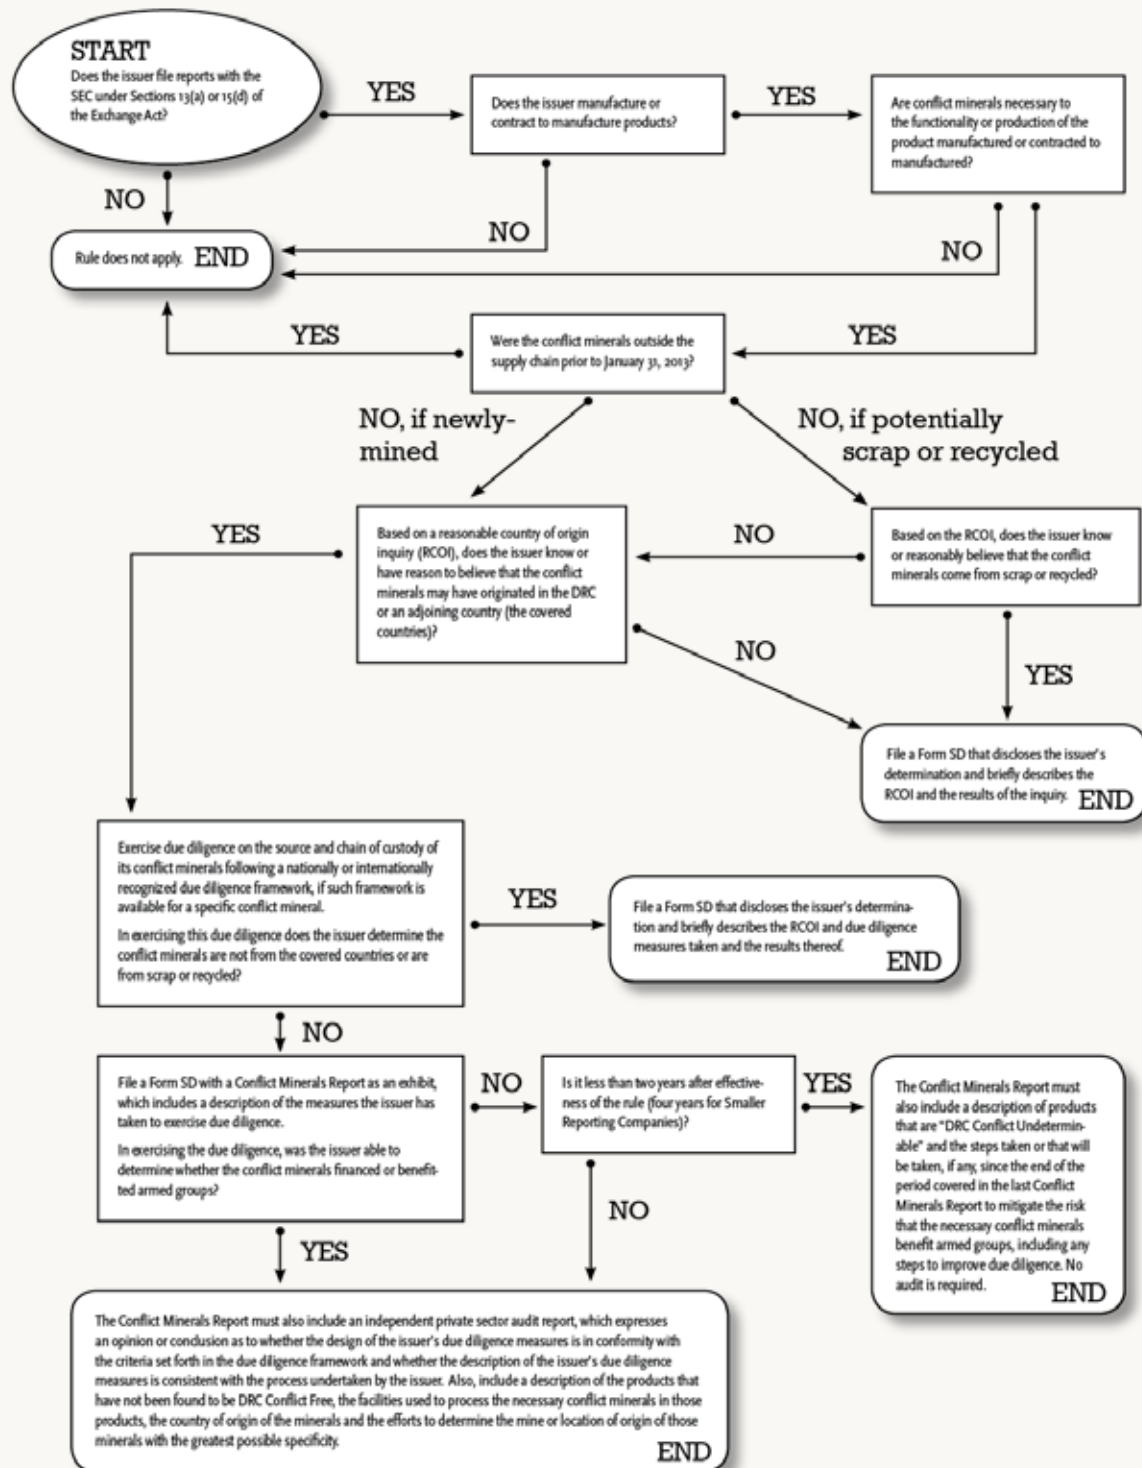 START
Does the issuer file reports with the
SEC under Sections 13(a) or 15(d) of
the Exchange Act?
YES
Does the issuer manufacture or
contract to manufacture products?
YES
Are conflict minerals necessary to
the functionality or production of the
product manufactured or contracted to
manufactured?
NO
NO
NO
Rule does not apply. END
YES
Were the conflict minerals outside the
supply chain prior to January 31, 2013?
YES
NO, if newly-
mined
NO, if potentially
scrap or recycled
YES
Based on a reasonable country of origin
inquiry (RCOI), does the issuer know or
have reason to believe that the conflict
minerals may have originated in the DRC
or an adjoining country (the covered
countries)?
NO
Based on the RCOI, does the issuer know
or reasonably believe that the conflict
minerals come from scrap or recycled?
NO
YES
File a Form SD that discloses the issuer's
determination and briefly describes the
RCOI and the results of the inquiry. END
Exercise due diligence on the source and chain of custody of
its conflict minerals following a nationally or internationally
recognized due diligence framework, if such framework is
available for a specific conflict mineral.
In exercising this due diligence does the issuer determine the
conflict minerals are not from the covered countries or are
from scrap or recycled?
YES
File a Form SD that discloses the issuer's determina-
tion and briefly describes the RCOI and due diligence
measures taken and the results thereof.
END
NO
File a Form SD with a Conflict Minerals Report as an exhibit,
which includes a description of the measures the issuer has
taken to exercise due diligence.
In exercising the due diligence, was the issuer able to
determine whether the conflict minerals financed or benefit-
ted armed groups?
NO
Is it less than two years after effective-
ness of the rule (four years for Smaller
Reporting Companies)?
YES
The Conflict Minerals Report must
also include a description of products
that are "DRC Conflict Undetermin-
able" and the steps taken or that will
be taken, if any, since the end of the
period covered in the last Conflict
Minerals Report to mitigate the risk
that the necessary conflict minerals
benefit armed groups, including any
steps to improve due diligence. No
audit is required.
END
YES
NO
The Conflict Minerals Report must also include an independent private sector audit report, which expresses
an opinion or conclusion as to whether the design of the issuer's due diligence measures is in conformity with
the criteria set forth in the due diligence framework and whether the description of the issuer's due diligence
measures is consistent with the process undertaken by the issuer. Also, include a description of the products that
have not been found to be DRC Conflict Free, the facilities used to process the necessary conflict minerals in those
products, the country of origin of the minerals and the efforts to determine the mine or location of origin of those
minerals with the greatest possible specificity.
END